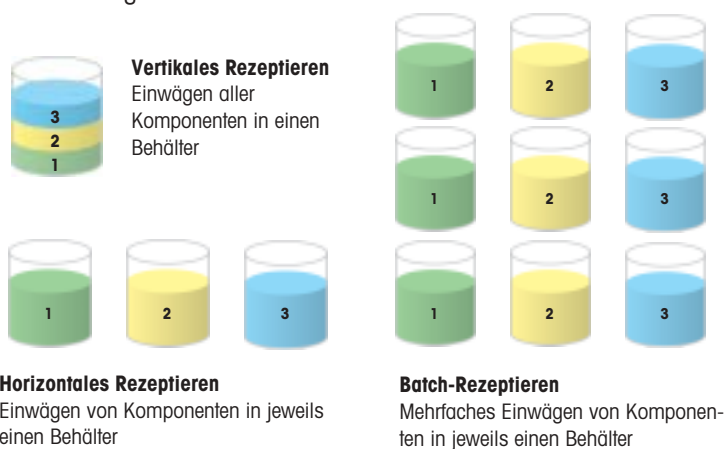 Vertikales Rezeptieren
Einwägen aller
Komponenten in einen
Behälter
3
2
1
1 2 3
Horizontales Rezeptieren
Einwägen von Komponenten in jeweils
einen Behälter
1 2 3
1 2 3
1 2 3
Batch-Rezeptieren
Mehrfaches Einwägen von Komponen-
ten in jeweils einen Behälter